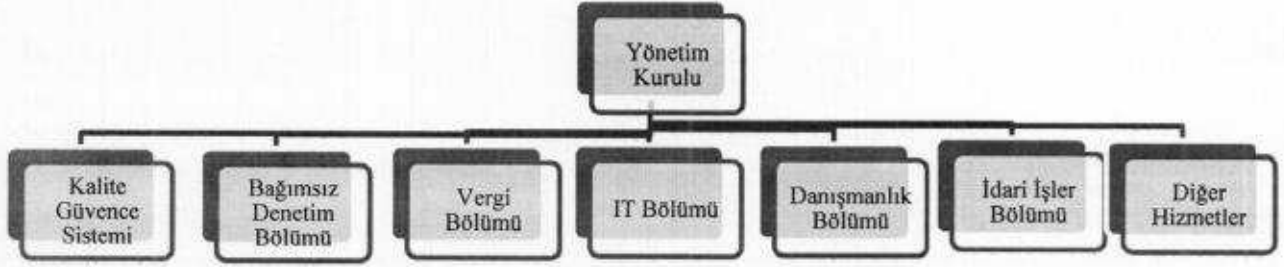 Yönetim
Kurulu
Kalite
Güvence
Sistemi
Bağımsız
Denetim
Bölümü
Vergi
Bölümü
IT Bölümü
Danışmanlık
Bölümü
İdari İşler
Bölümü
Diğer
Hizmetler